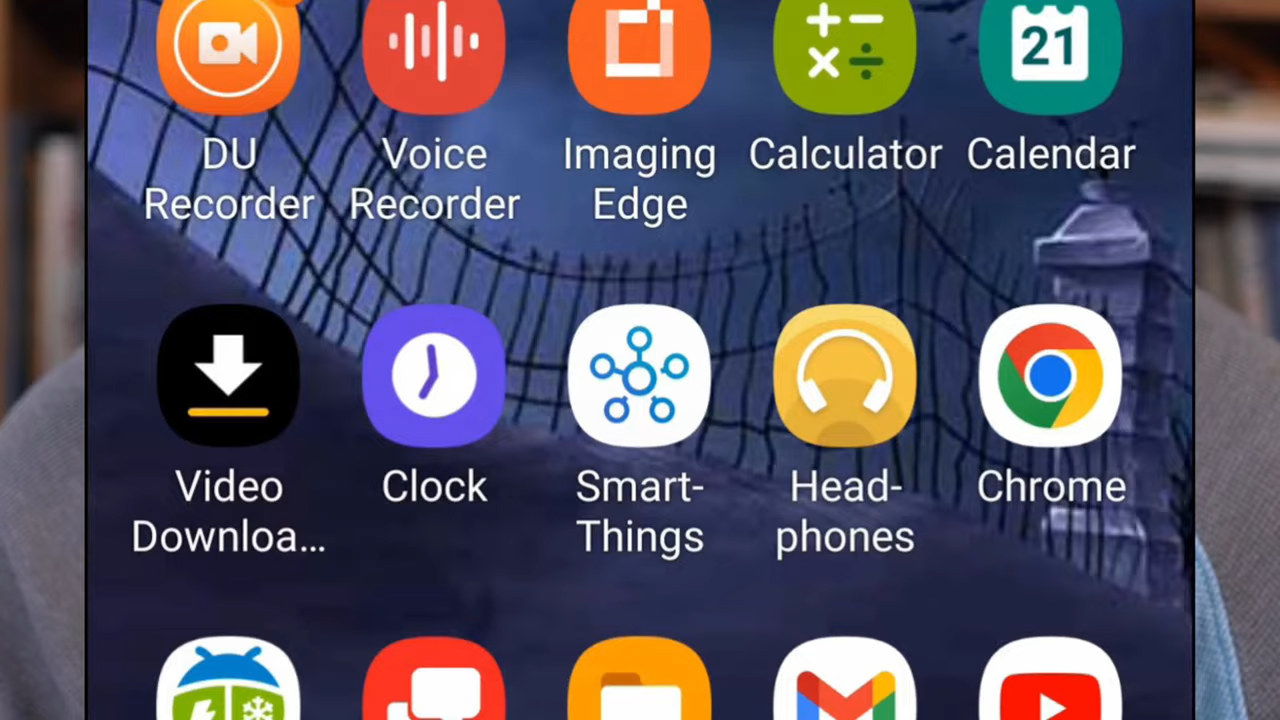 21
DU
Recorder
Voice
Recorder
Imaging
Edge
Calculator
Calendar
Video
Downloa...
Clock
Smart-
Things
Head-
phones
Chrome